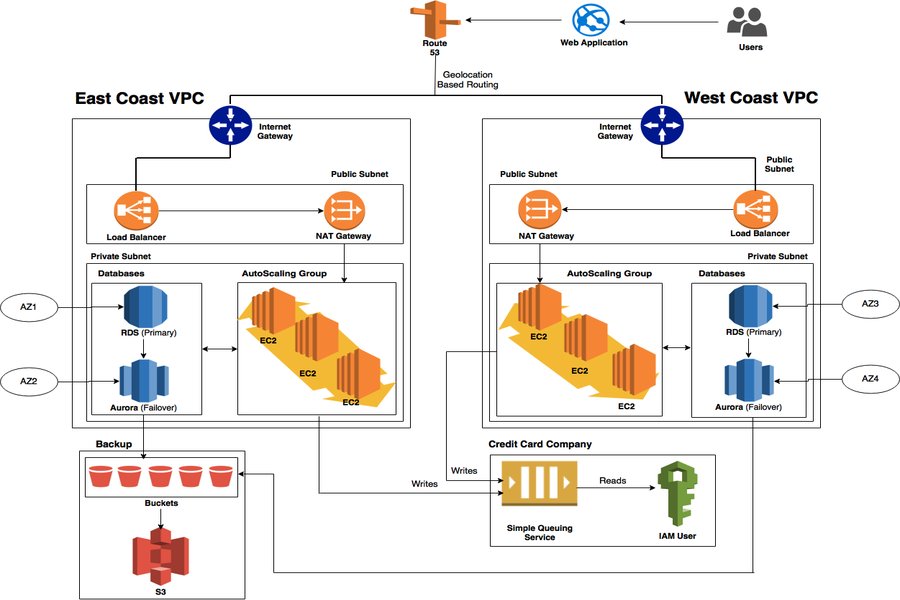 Route
53
Web Application
Users
Geolocation
Based Routing
East Coast VPC
West Coast VPC
Internet
Gateway
Internet
Gateway
Public Subnet
Load Balancer
NAT Gateway
Public Subnet
Public
Subnet
NAT Gateway
Load Balancer
Private Subnet
Databases
AutoScaling Group
AZ1
RDS (Primary)
AZ2
Aurora (Failover)
EC2
EC2
EC2
Private Subnet
AutoScaling Group
Databases
EC2
EC2
EC2
RDS (Primary)
AZ3
Aurora (Failover)
AZ4
Backup
Buckets
S3
Writes
Writes
Credit Card Company
Reads
Simple Queuing
Service
IAM User